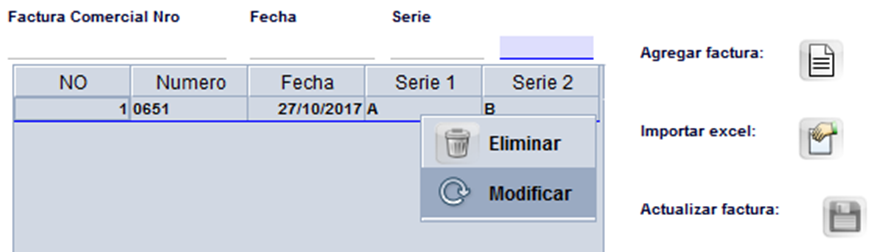 Factura Comercial Nro Fecha Serie
Agregar factura:
NO Numero Fecha Serie 1 Serie 2
1 0651 27/10/2017 A B
Importar excel:
Eliminar
Modificar
Actualizar factura: